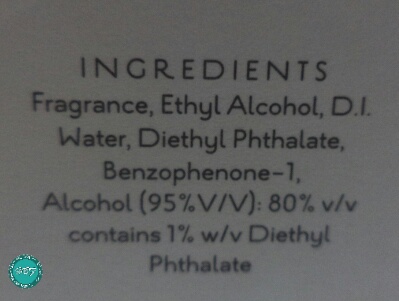 INGREDIENTS
Fragrance, Ethyl Alcohol, D.I.
Water, Diethyl Phthalate,
Benzophenone-1,
Alcohol (95%V/V): 80% v/v
contains 1% w/v Diethyl
Phthalate